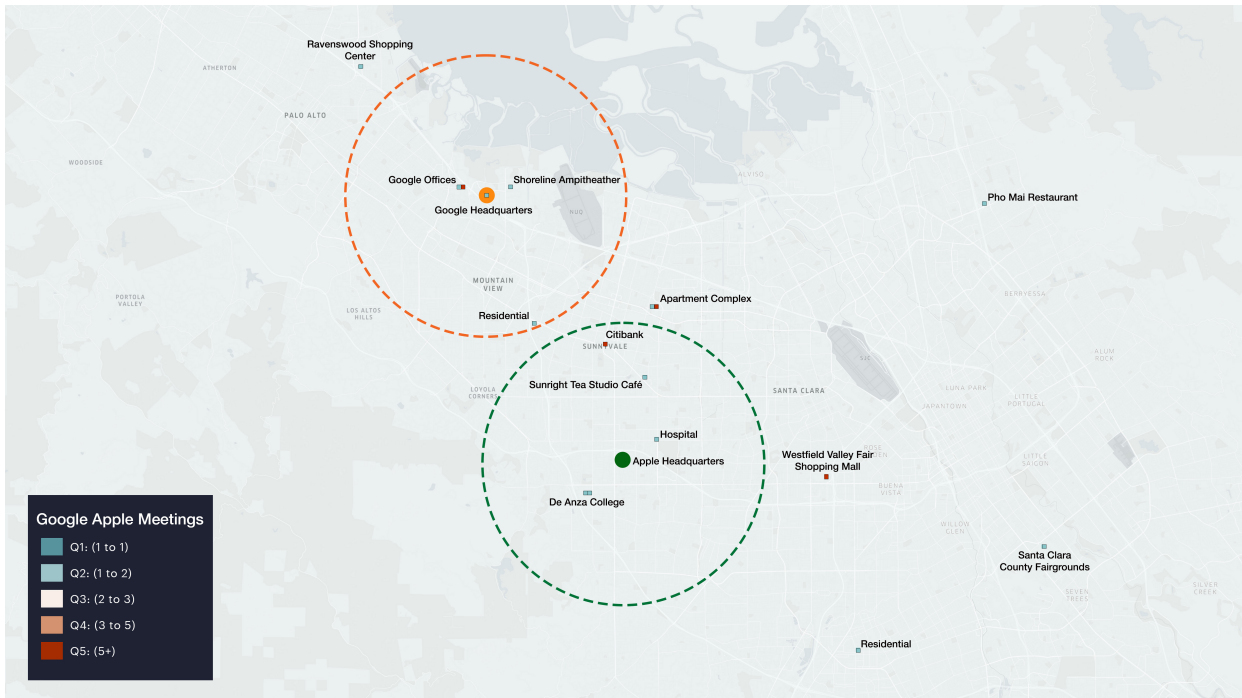 Ravenswood Shopping
Center
ATHERTON
PALO ALTO
WOODSIDE
Google Offices
Shoreline Ampitheather
Google Headquarters
NUQ
ALVISO
Pho Mai Restaurant
MOUNTAIN
VIEW
PORTOLA
VALLEY
LOS ALTOS
HILLS
Residential
Apartment Complex
BERRYESSA
Citibank
SUNNYVALE
SJC
ALUM
ROCK
Sunright Tea Studio Café
LOYOLA
CORNERS
SANTA CLARA
LUNA PARK
JAPANTOWN
LITTLE
PORTUGAL
Hospital
Apple Headquarters
Westfield Valley Fair
Shopping Mall
ROSE
GARDEN
LITTLE
SAIGON
BUENA
VISTA
De Anza College
WILLOW
GLEN
Santa Clara
County Fairgrounds
SEVEN
TREES
SILVER
CREEK
Residential
Google Apple Meetings
Q1: (1 to 1)
Q2: (1 to 2)
Q3: (2 to 3)
Q4: (3 to 5)
Q5: (5+)